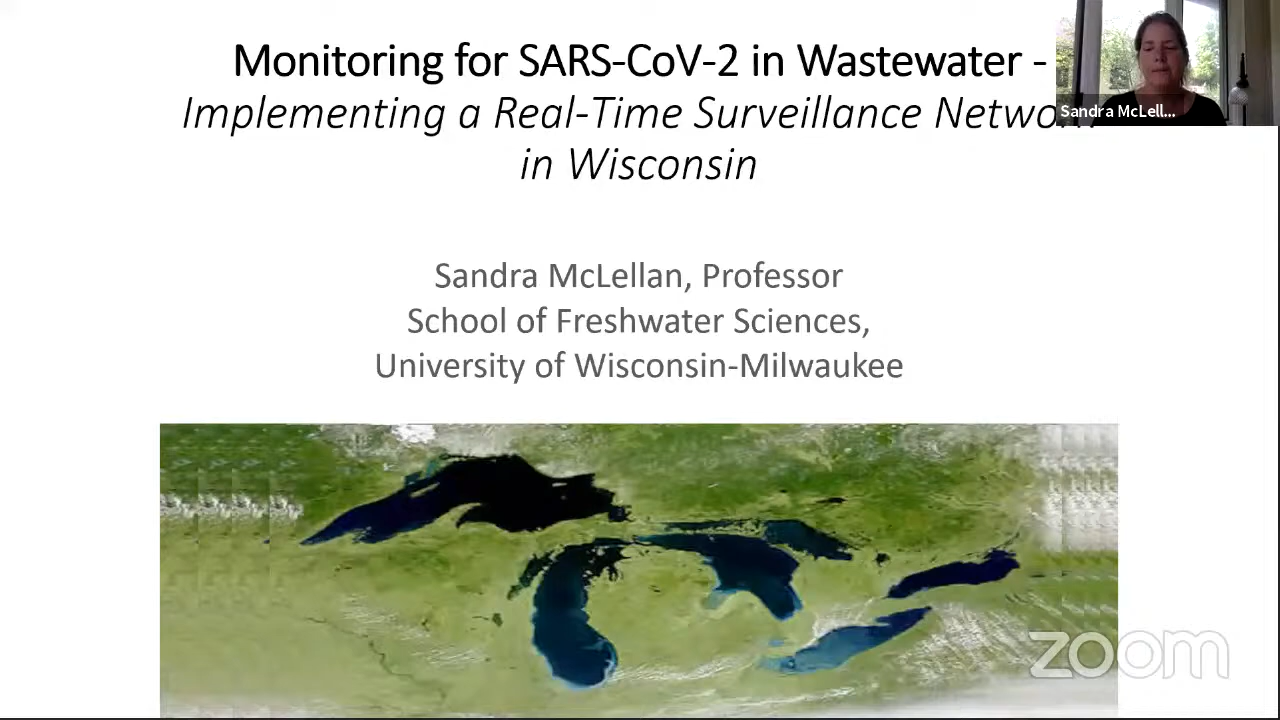 Monitoring for SARS-CoV-2 in Wastewater -
Implementing a Real-Time Surveillance Network
in Wisconsin
Sandra McLell...
Sandra McLellan, Professor
School of Freshwater Sciences,
University of Wisconsin-Milwaukee
zoom